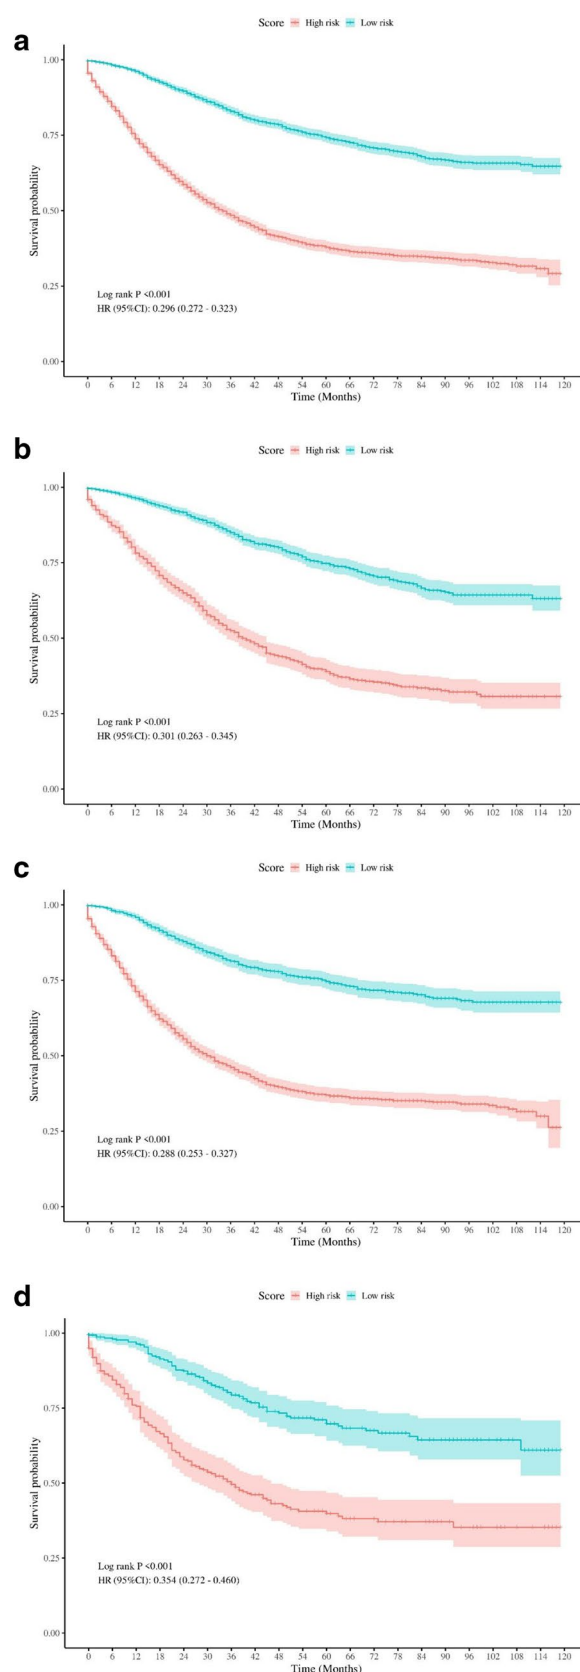 a
Score High risk Low risk
1.00
0.75
0.50
0.25
0.00
Survival probability
Log rank P <0.001
HR (95%CI): 0.296 (0.272 - 0.323)
0 6 12 18 24 30 36 42 48 54 60 66 72 78 84 90 96 102 108 114 120
Time (Months)
b
Score High risk Low risk
1.00
0.75
0.50
0.25
0.00
Survival probability
Log rank P <0.001
HR (95%CI): 0.301 (0.263 - 0.345)
0 6 12 18 24 30 36 42 48 54 60 66 72 78 84 90 96 102 108 114 120
Time (Months)
c
Score High risk Low risk
1.00
0.75
0.50
0.25
0.00
Survival probability
Log rank P <0.001
HR (95%CI): 0.288 (0.253 - 0.327)
0 6 12 18 24 30 36 42 48 54 60 66 72 78 84 90 96 102 108 114 120
Time (Months)
d
Score High risk Low risk
1.00
0.75
0.50
0.25
0.00
Survival probability
Log rank P <0.001
HR (95%CI): 0.354 (0.272 - 0.460)
0 6 12 18 24 30 36 42 48 54 60 66 72 78 84 90 96 102 108 114 120
Time (Months)